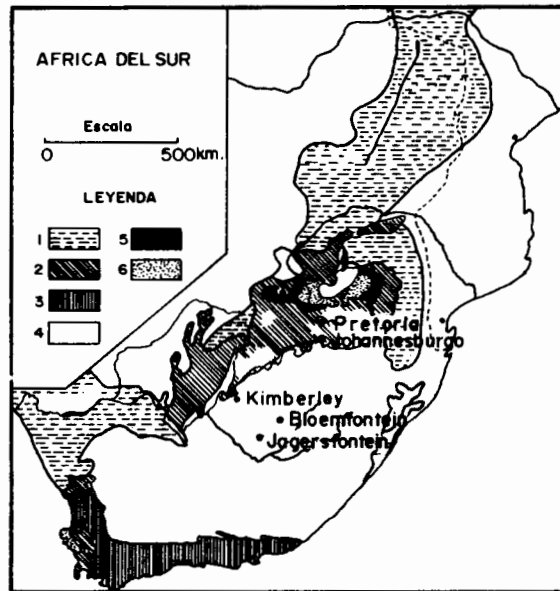 AFRICA DEL SUR
Escala
0 500km.
LEYENDA
1 5
2 6
3
4
Pretoria
Johannesburgo
Kimberley
Bloemfontein
Jagersfontein